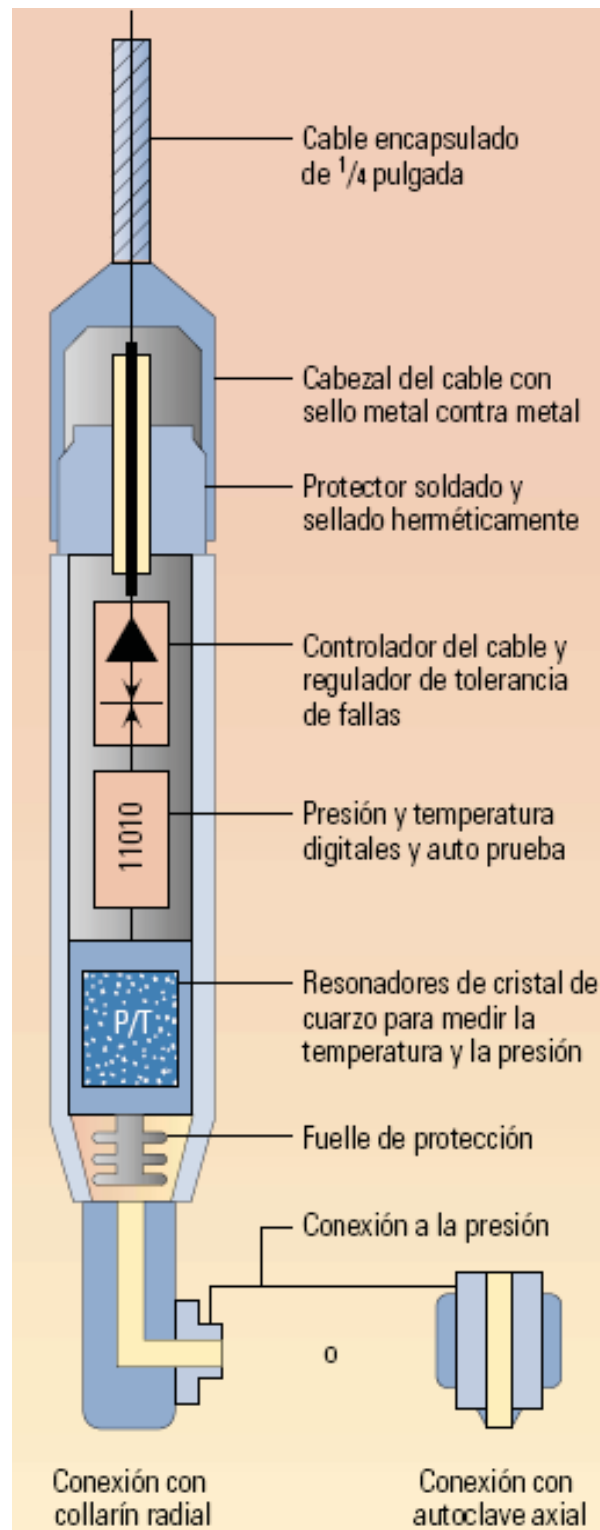 Cable encapsulado
de 1/4 pulgada
Cabezal del cable con
sello metal contra metal
Protector soldado y
sellado herméticamente
Controlador del cable y
regulador de tolerancia
de fallas
11010
Presión y temperatura
digitales y auto prueba
P/T
Resonadores de cristal de
cuarzo para medir la
temperatura y la presión
Fuelle de protección
Conexión a la presión
o
Conexión con
collarín radial
Conexión con
autoclave axial